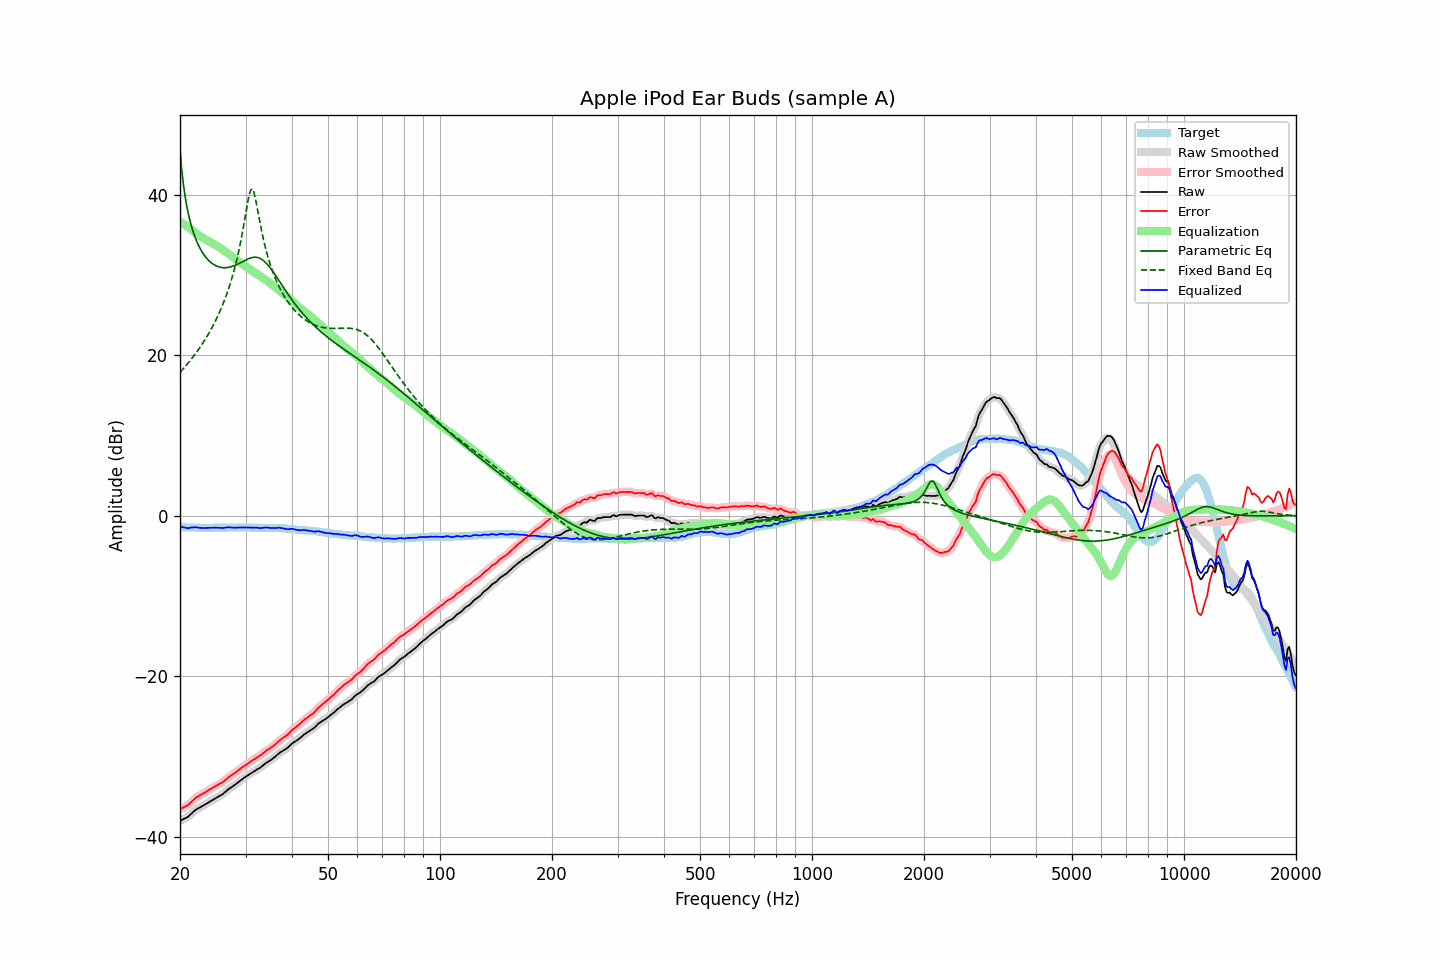 Apple iPod Ear Buds (sample A)
Target
Raw Smoothed
Error Smoothed
Raw
Error
Equalization
Parametric Eq
Fixed Band Eq
Equalized
40
20
0
−20
−40
Amplitude (dBr)
20 50 100 200 500 1000 2000 5000 10000 20000
Frequency (Hz)